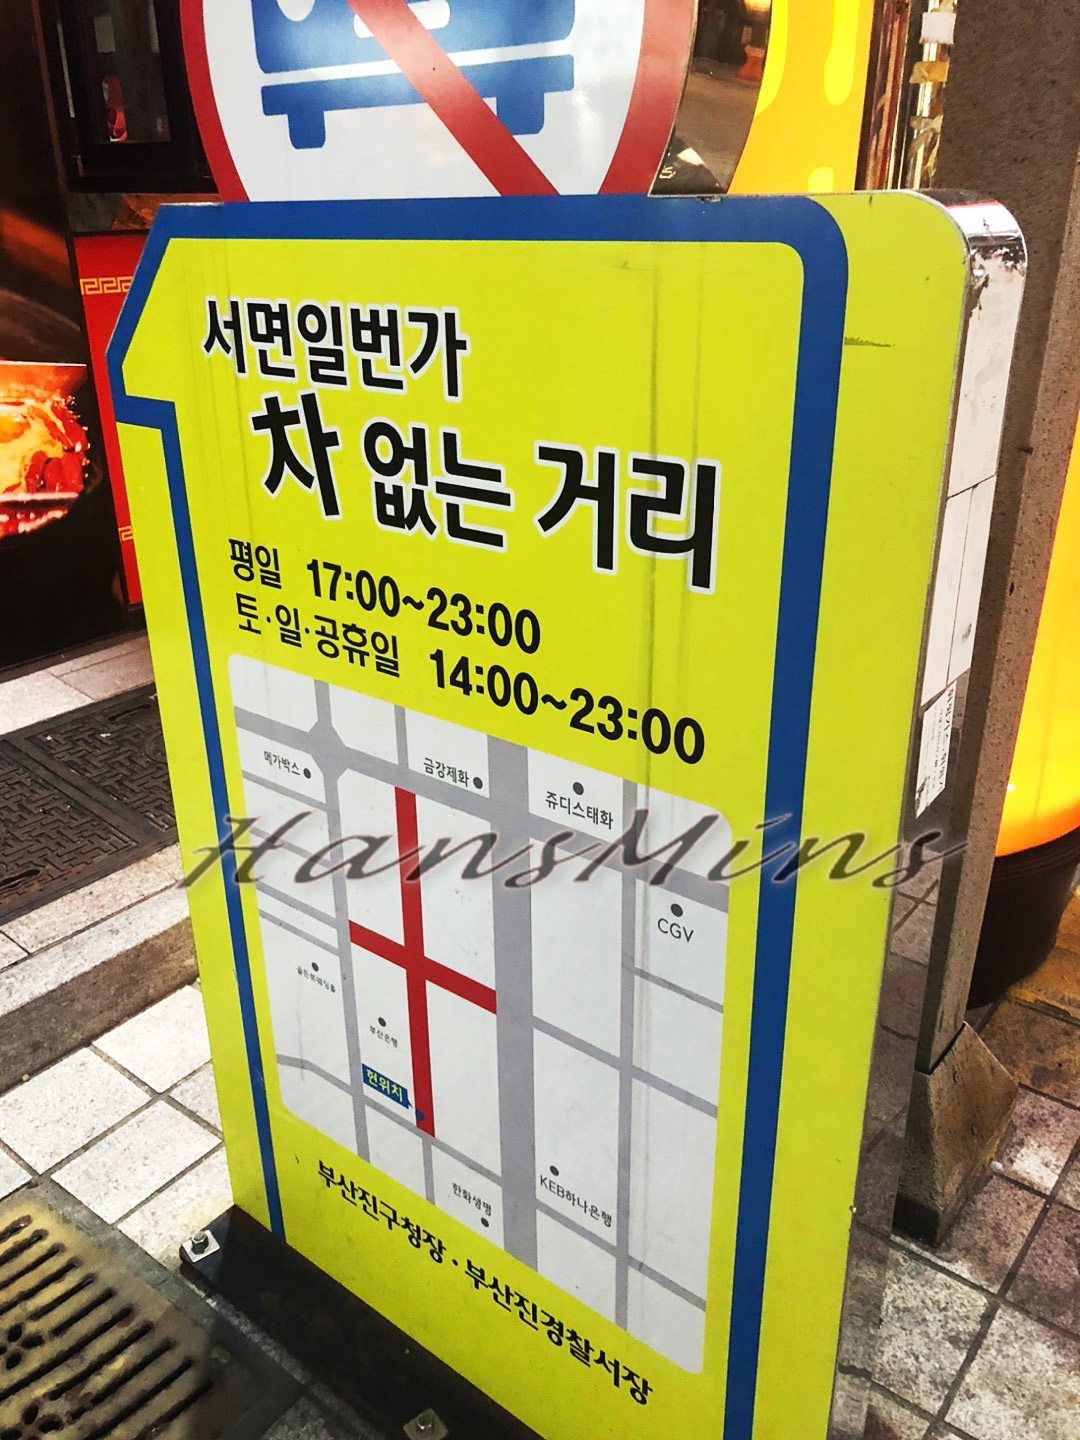 서면일번가
차 없는 거리
평일 17:00~23:00
토·일·공휴일 14:00~23:00
메가박스
금강제화
쥬디스태화
HansMins
CGV
부산은행
현위치
한화생명
KEB하나은행
부산진구청장·부산진경찰서장